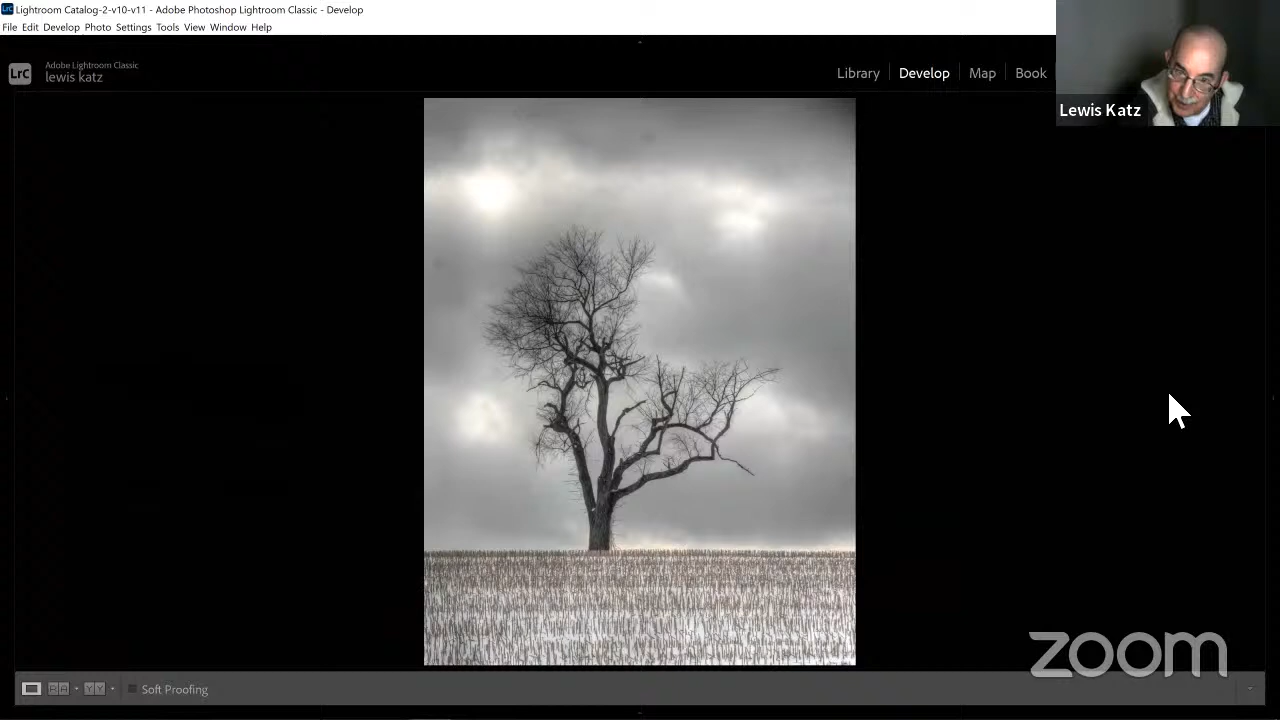 Lightroom Catalog-2-v10-v11 - Adobe Photoshop Lightroom Classic - Develop
File Edit Develop Photo Settings Tools View Window Help
LrC
Adobe Lightroom Classic
lewis katz
Library Develop Map Book
Lewis Katz
zoom
Soft Proofing